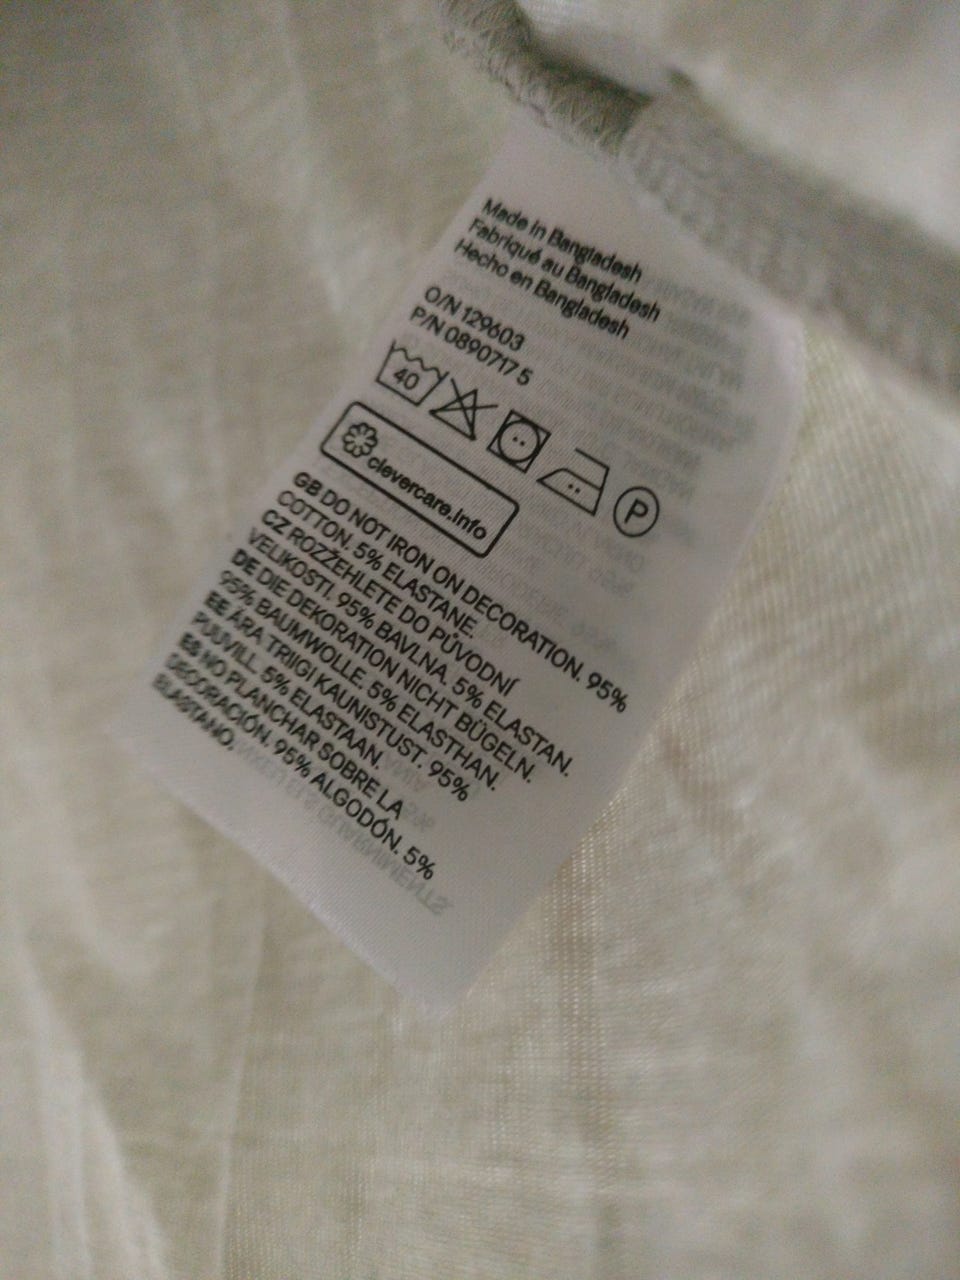 Made in Bangladesh
Fabriqué au Bangladesh
Hecho en Bangladesh
O/N 129603
P/N 0890717 5
40
P
clevercare.info
GB DO NOT IRON ON DECORATION. 95%
COTTON. 5% ELASTANE.
CZ ROZŽEHLETE DO PŮVODNÍ
VELIKOSTI. 95% BAVLNA. 5% ELASTAN.
DE DIE DEKORATION NICHT BÜGELN.
95% BAUMWOLLE. 5% ELASTHAN.
EE ÄRA TRIIGI KAUNISTUST. 95%
PUUVILL. 5% ELASTAAN.
ES NO PLANCHAR SOBRE LA
DECORACIÓN. 95% ALGODÓN. 5%
ELASTANO.